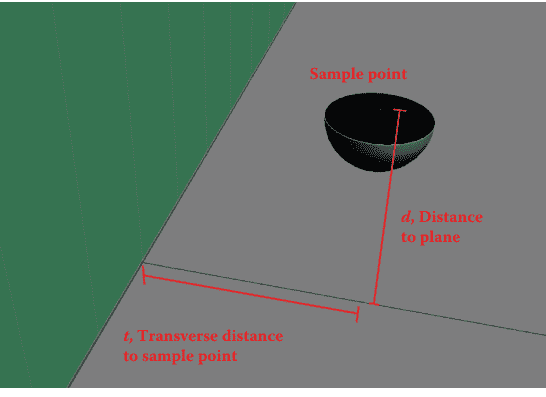 Sample point
d, Distance
to plane
t, Transverse distance
to sample point